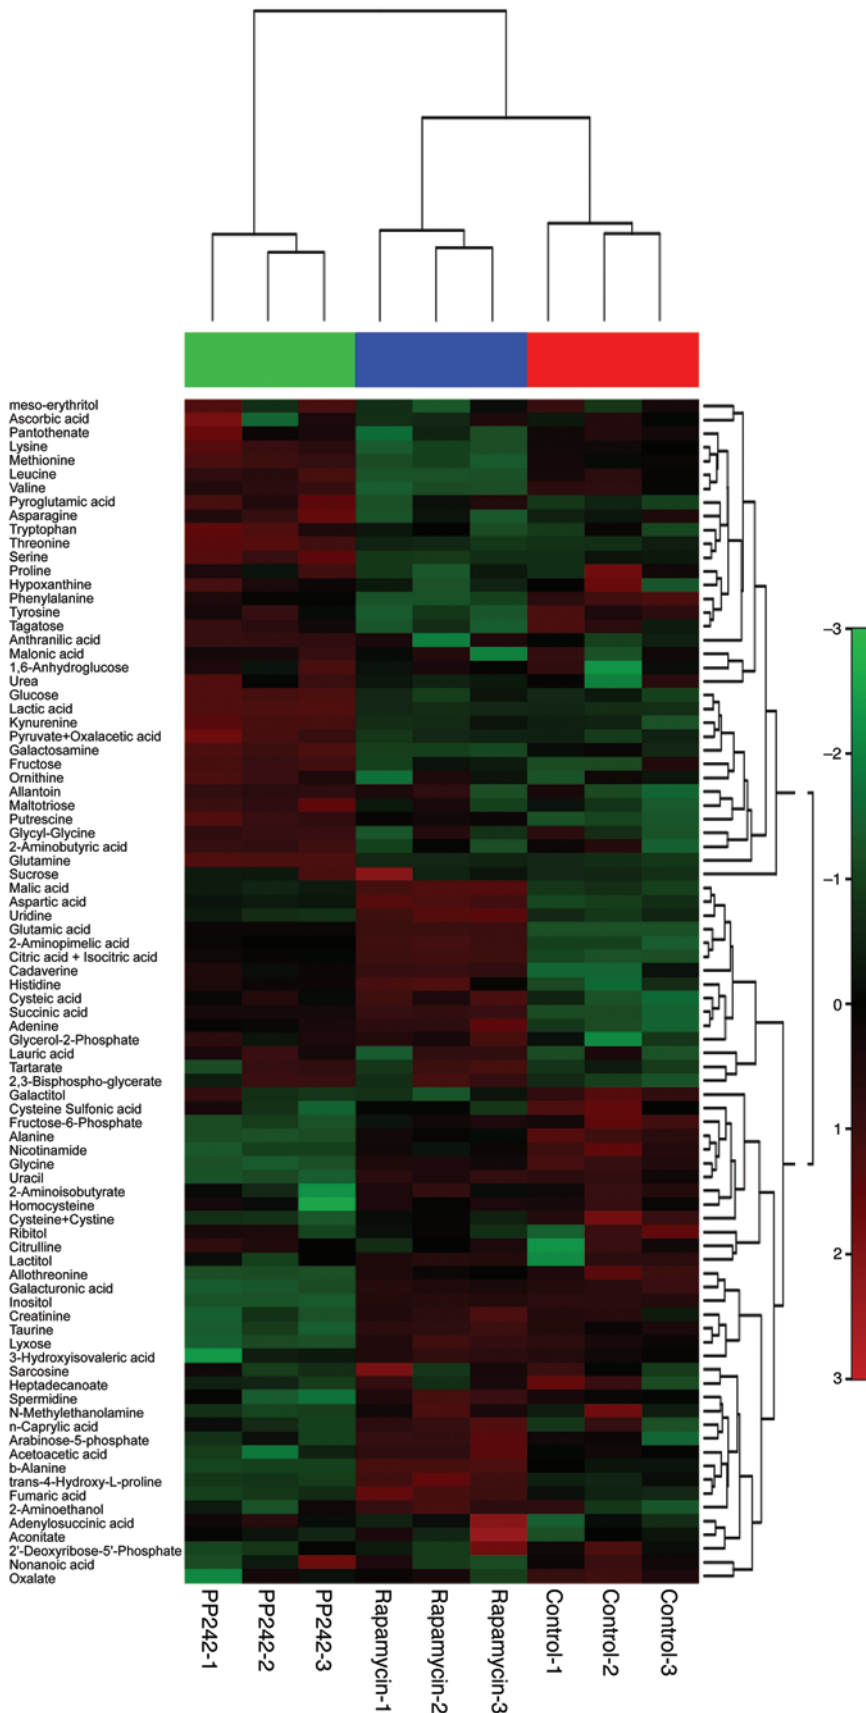 meso-erythritol
Ascorbic acid
Pantothenate
Lysine
Methionine
Leucine
Valine
Pyroglutamic acid
Asparagine
Tryptophan
Threonine
Serine
Proline
Hypoxanthine
Phenylalanine
Tyrosine
Tagatose
Anthranilic acid
Malonic acid
1,6-Anhydroglucose
Urea
Glucose
Lactic acid
Kynurenine
Pyruvate+Oxalacetic acid
Galactosamine
Fructose
Ornithine
Allantoin
Maltotriose
Putrescine
Glycyl-Glycine
2-Aminobutyric acid
Glutamine
Sucrose
Malic acid
Aspartic acid
Uridine
Glutamic acid
2-Aminopimelic acid
Citric acid + Isocitric acid
Cadaverine
Histidine
Cysteic acid
Succinic acid
Adenine
Glycerol-2-Phosphate
Lauric acid
Tartarate
2,3-Bisphospho-glycerate
Galactitol
Cysteine Sulfonic acid
Fructose-6-Phosphate
Alanine
Nicotinamide
Glycine
Uracil
2-Aminoisobutyrate
Homocysteine
Cysteine+Cystine
Ribitol
Citrulline
Lactitol
Allothreonine
Galacturonic acid
Inositol
Creatinine
Taurine
Lyxose
3-Hydroxyisovaleric acid
Sarcosine
Heptadecanoate
Spermidine
N-Methylethanolamine
n-Caprylic acid
Arabinose-5-phosphate
Acetoacetic acid
b-Alanine
trans-4-Hydroxy-L-proline
Fumaric acid
2-Aminoethanol
Adenylosuccinic acid
Aconitate
2'-Deoxyribose-5'-Phosphate
Nonanoic acid
Oxalate
PP242-1
PP242-2
PP242-3
Rapamycin-1
Rapamycin-2
Rapamycin-3
Control-1
Control-2
Control-3
–3
–2
–1
0
1
2
3